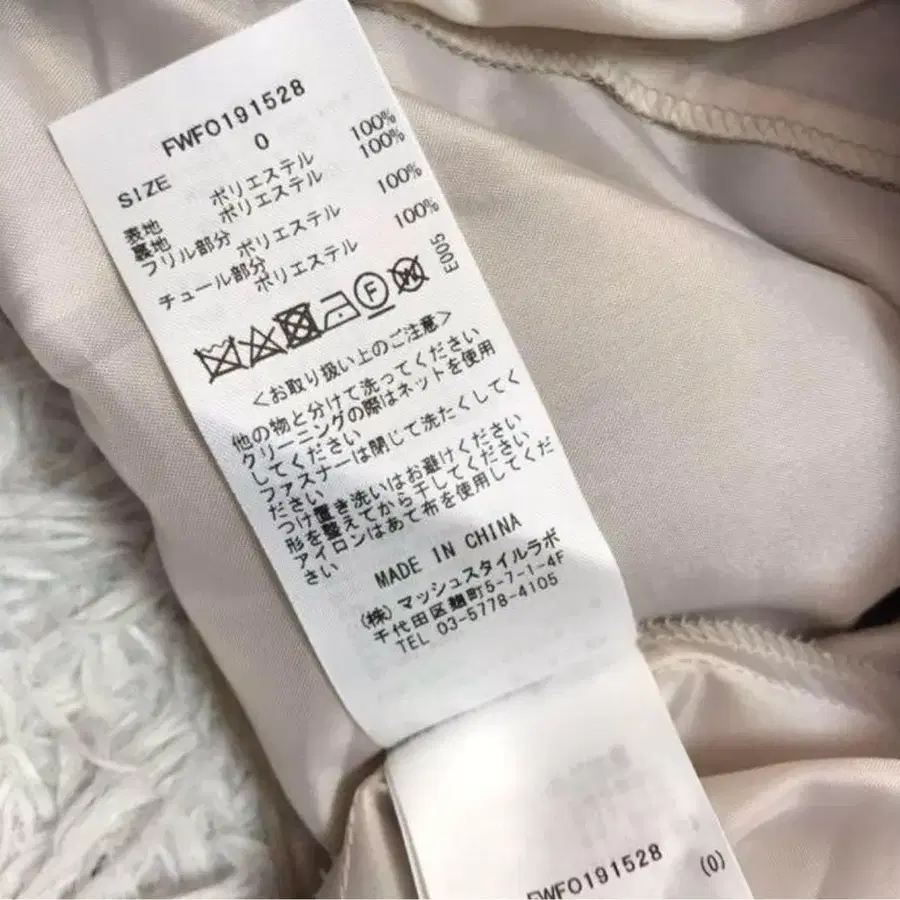 FWFO191528
SIZE 0
表地 ポリエステル 100%
裏地 ポリエステル 100%
フリル部分
ポリエステル 100%
チュール部分
ポリエステル 100%
E005
F W
<お取り扱い上のご注意>
他の物と分けて洗ってください
クリーニングの際はネットを使用
してください
ファスナーは閉じて洗たくしてく
ださい
つけ置き洗いはお避けください
形を整えてから干してください
アイロンはあて布を使用してくだ
さい
MADE IN CHINA
(株)マッシュスタイルラボ
千代田区麹町5-7-1-4F
TEL 03-5778-4105
FWFO191528
(0)